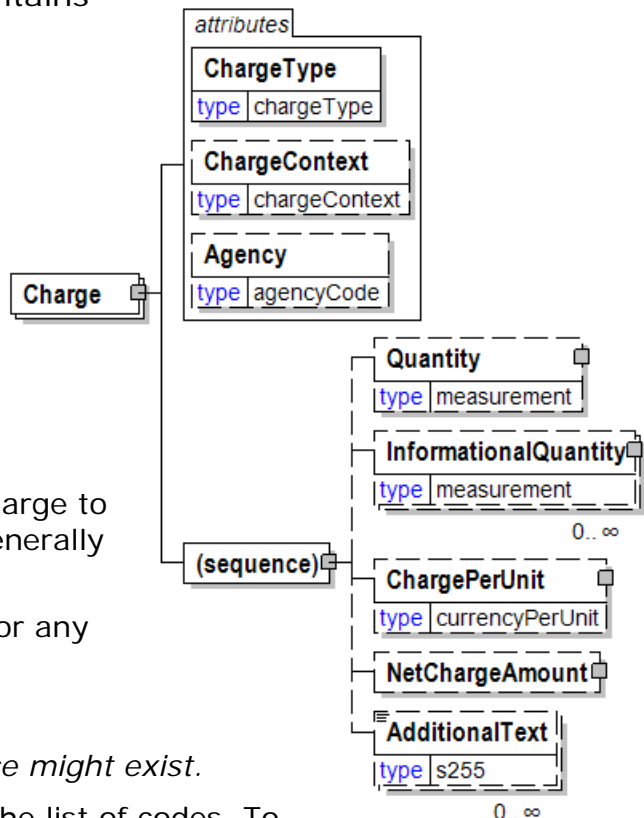 ntains
attributes
ChargeType
type chargeType
ChargeContext
type chargeContext
Agency
type agencyCode
Charge
Quantity
type measurement
InformationalQuantity
type measurement
0..∞
arge to
enerally
(sequence)
ChargePerUnit
type currencyPerUnit
or any
NetChargeAmount
AdditionalText
type s255
0..∞
e might exist.
he list of codes. To